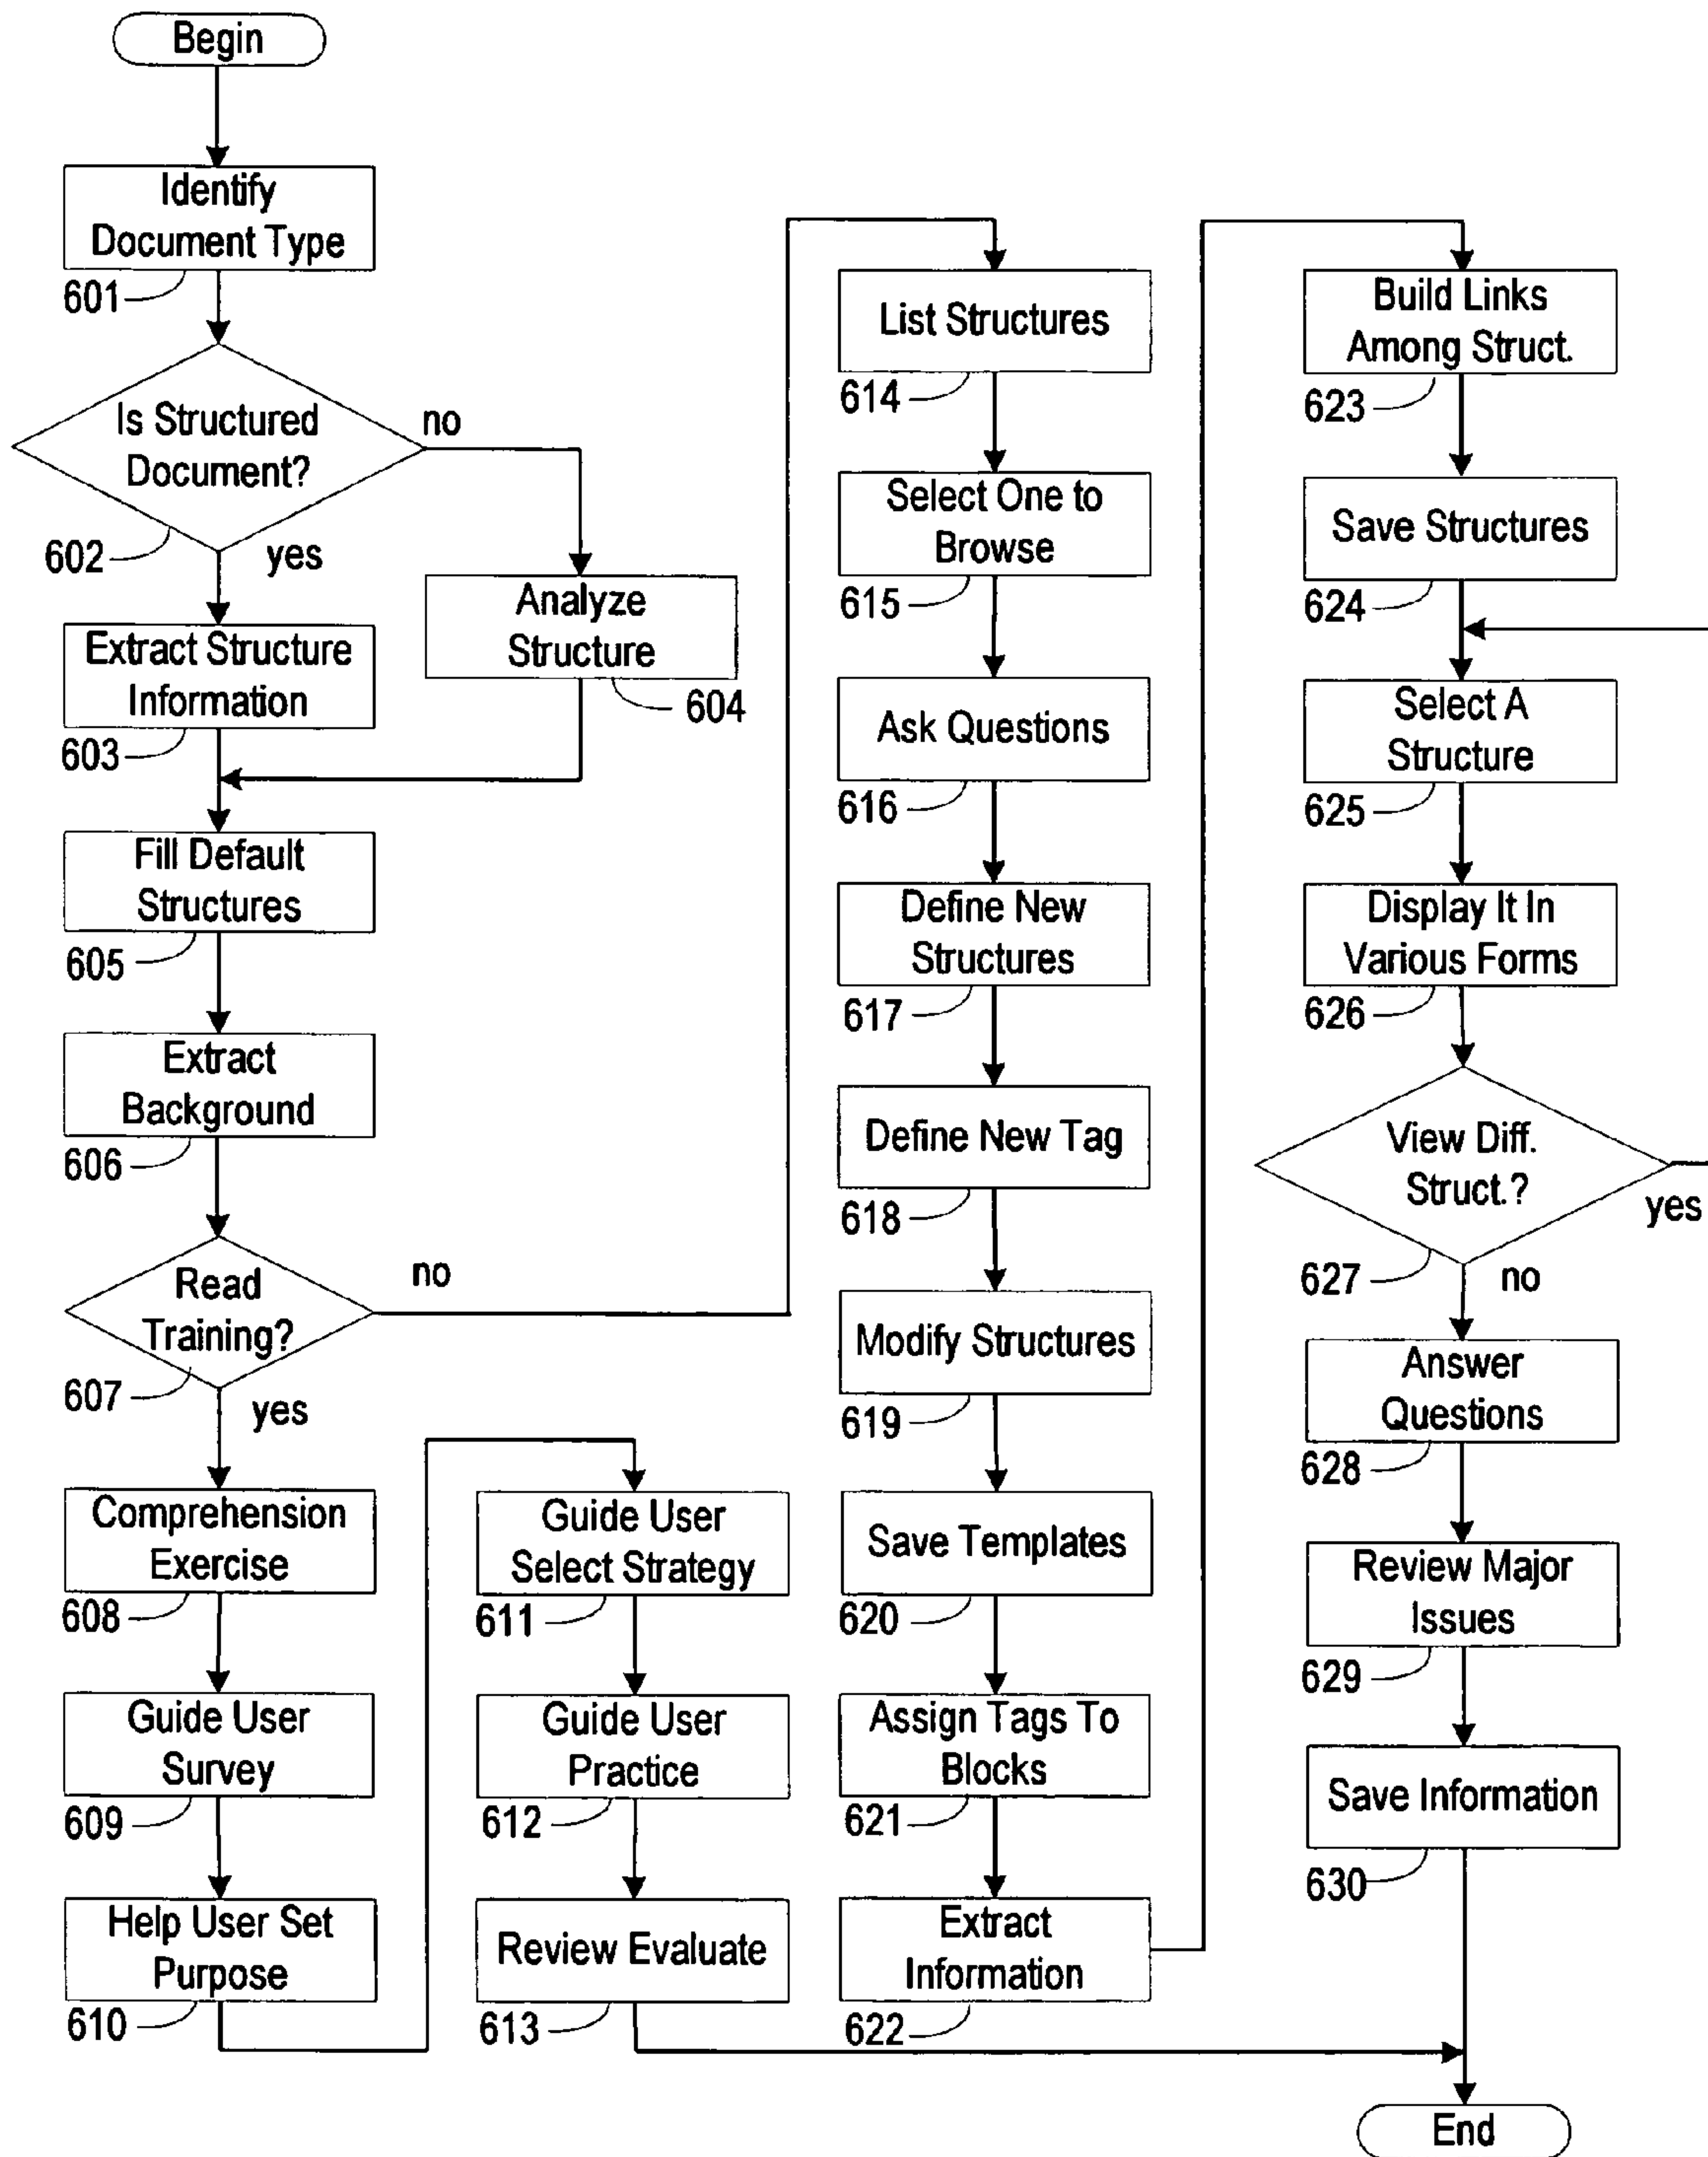 Begin
Identify
Document Type
601
Is Structured
Document?
no
602
yes
Extract Structure
Information
603
Analyze
Structure
604
Fill Default
Structures
605
Extract
Background
606
Read
Training?
no
607
yes
Comprehension
Exercise
608
Guide User
Survey
609
Help User Set
Purpose
610
Guide User
Select Strategy
611
Guide User
Practice
612
Review Evaluate
613
List Structures
614
Select One to
Browse
615
Ask Questions
616
Define New
Structures
617
Define New Tag
618
Modify Structures
619
Save Templates
620
Assign Tags To
Blocks
621
Extract
Information
622
Build Links
Among Struct.
623
Save Structures
624
Select A
Structure
625
Display It In
Various Forms
626
View Diff.
Struct.?
yes
627
no
Answer
Questions
628
Review Major
Issues
629
Save Information
630
End